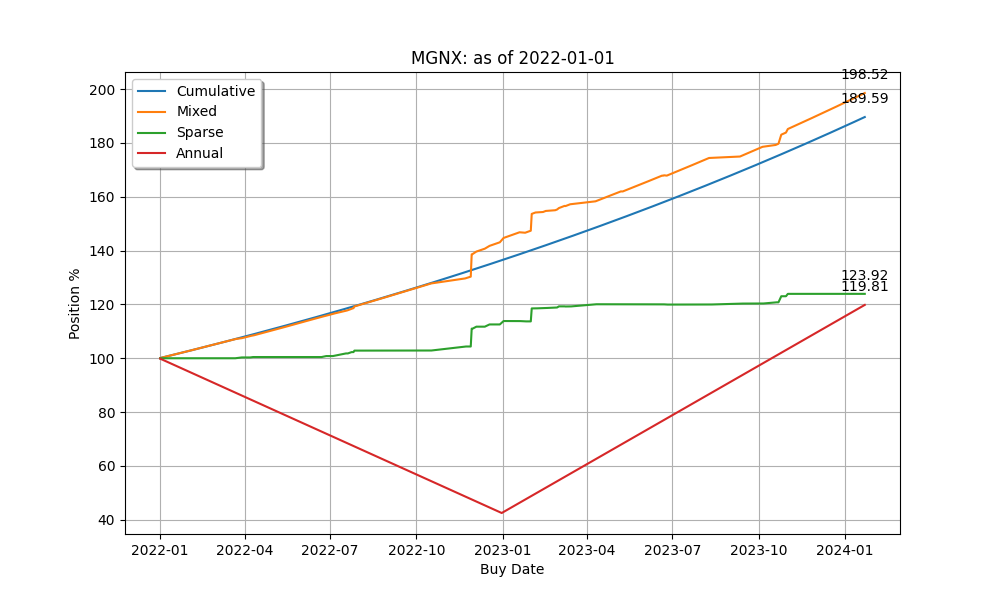 MGNX: as of 2022-01-01
Cumulative
Mixed
Sparse
Annual
198.52
189.59
123.92
119.81
200
180
160
140
120
100
80
60
40
Position %
2022-01 2022-04 2022-07 2022-10 2023-01 2023-04 2023-07 2023-10 2024-01
Buy Date